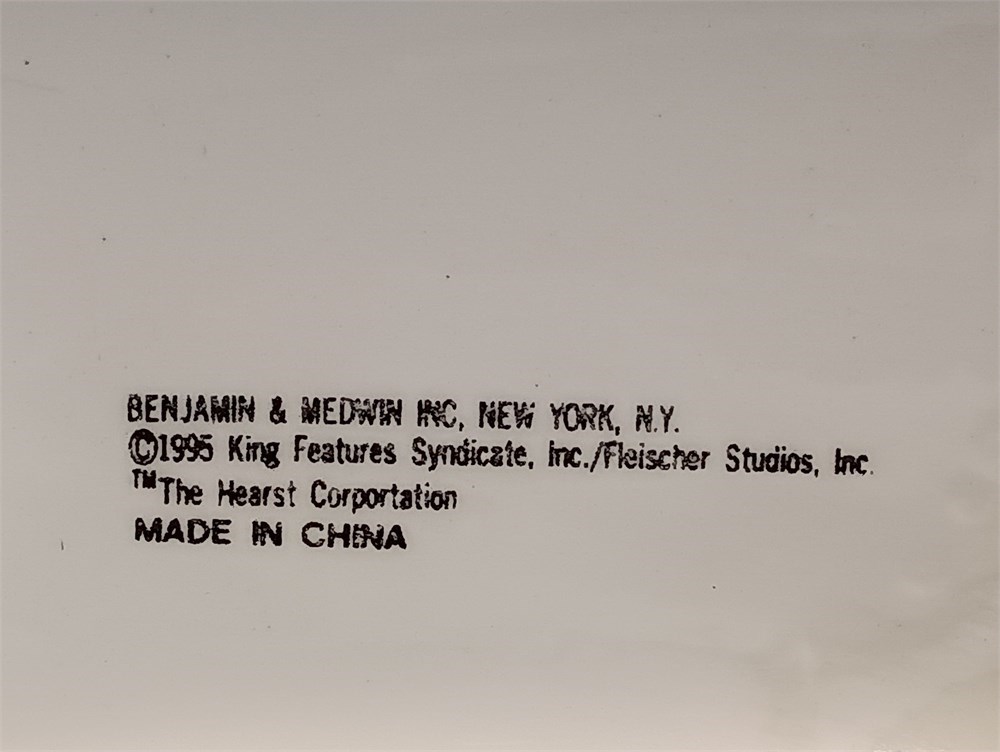 BENJAMIN & MEDWIN INC, NEW YORK, N.Y.
©1995 King Features Syndicate, Inc./Fleischer Studios, Inc.
™The Hearst Corportation
MADE IN CHINA